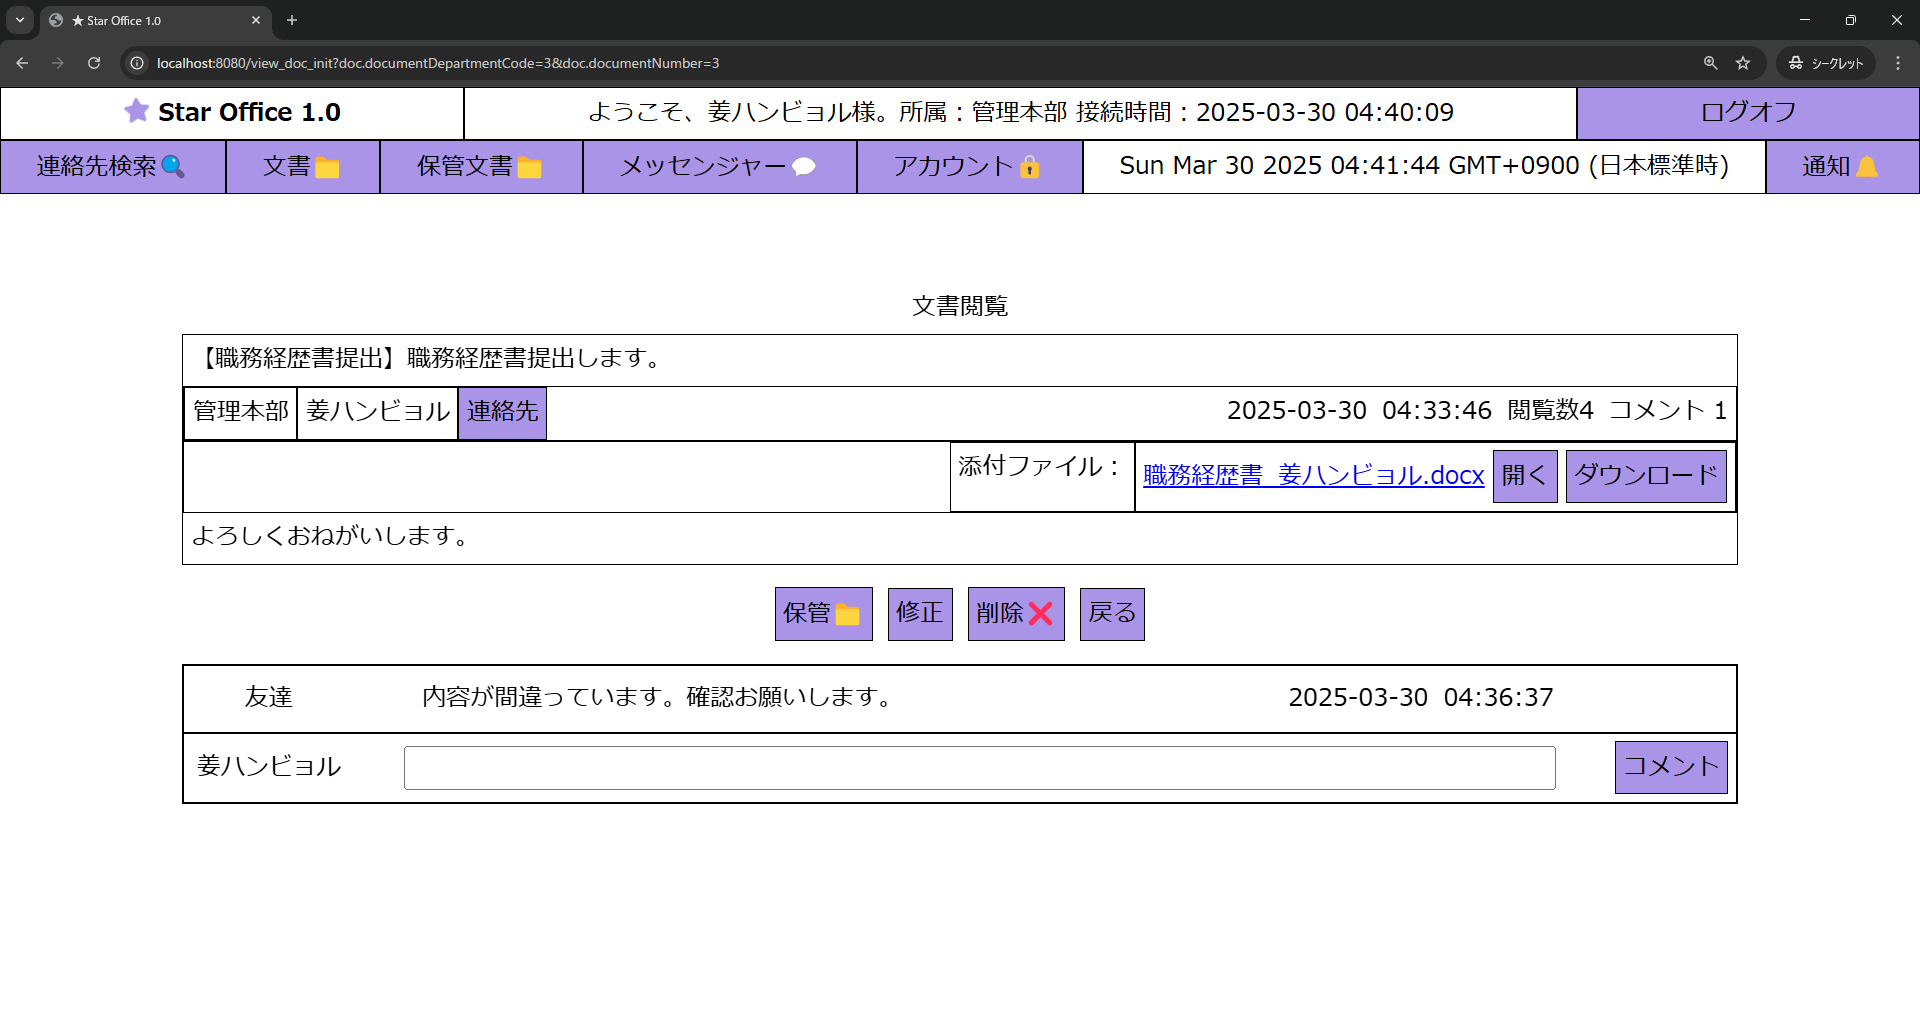 ★ Star Office 1.0
localhost:8080/view_doc_init?doc.documentDepartmentCode=3&doc.documentNumber=3
シークレット
Star Office 1.0 ようこそ、姜ハンビョル様。所属：管理本部 接続時間：2025-03-30 04:40:09 ログオフ
連絡先検索 文書 保管文書 メッセンジャー アカウント Sun Mar 30 2025 04:41:44 GMT+0900 (日本標準時) 通知
文書閲覧
【職務経歴書提出】職務経歴書提出します。
管理本部 姜ハンビョル 連絡先 2025-03-30 04:33:46 閲覧数4 コメント 1
添付ファイル： 職務経歴書_姜ハンビョル.docx 開く ダウンロード
よろしくおねがいします。
保管 修正 削除 戻る
友達 内容が間違っています。確認お願いします。 2025-03-30 04:36:37
姜ハンビョル コメント